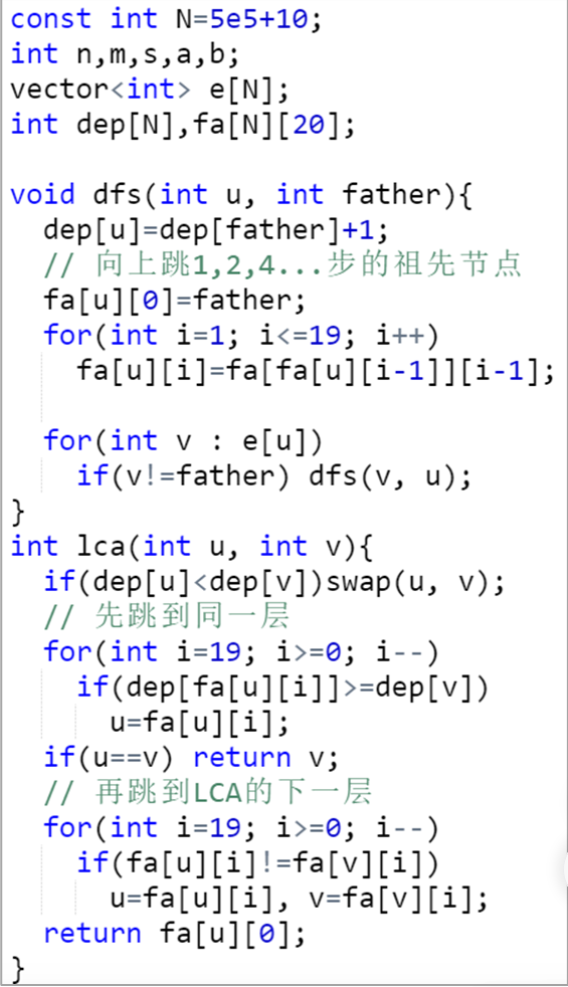 const int N=5e5+10;
int n,m,s,a,b;
vector<int> e[N];
int dep[N],fa[N][20];
void dfs(int u, int father){
dep[u]=dep[father]+1;
// 向上跳1,2,4...步的祖先节点
fa[u][0]=father;
for(int i=1; i<=19; i++)
fa[u][i]=fa[fa[u][i-1]][i-1];
for(int v : e[u])
if(v!=father) dfs(v, u);
}
int lca(int u, int v){
if(dep[u]<dep[v])swap(u, v);
// 先跳到同一层
for(int i=19; i>=0; i--)
if(dep[fa[u][i]]>=dep[v])
u=fa[u][i];
if(u==v) return v;
// 再跳到LCA的下一层
for(int i=19; i>=0; i--)
if(fa[u][i]!=fa[v][i])
u=fa[u][i], v=fa[v][i];
return fa[u][0];
}